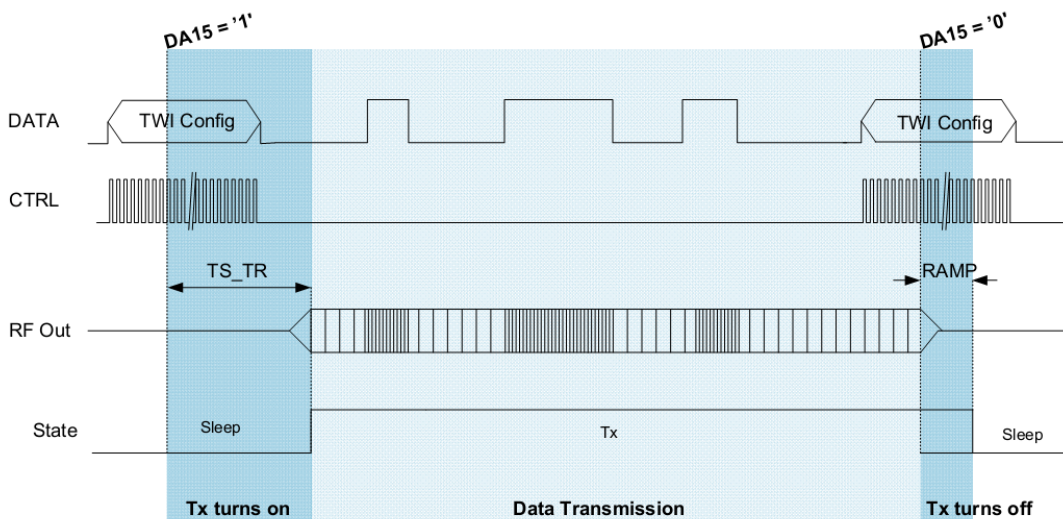 DA15 = '1'
DA15 = '0'
DATA
TWI Config
TWI Config
CTRL
TS_TR
RAMP
RF Out
State
Sleep
Tx
Sleep
Tx turns on
Data Transmission
Tx turns off